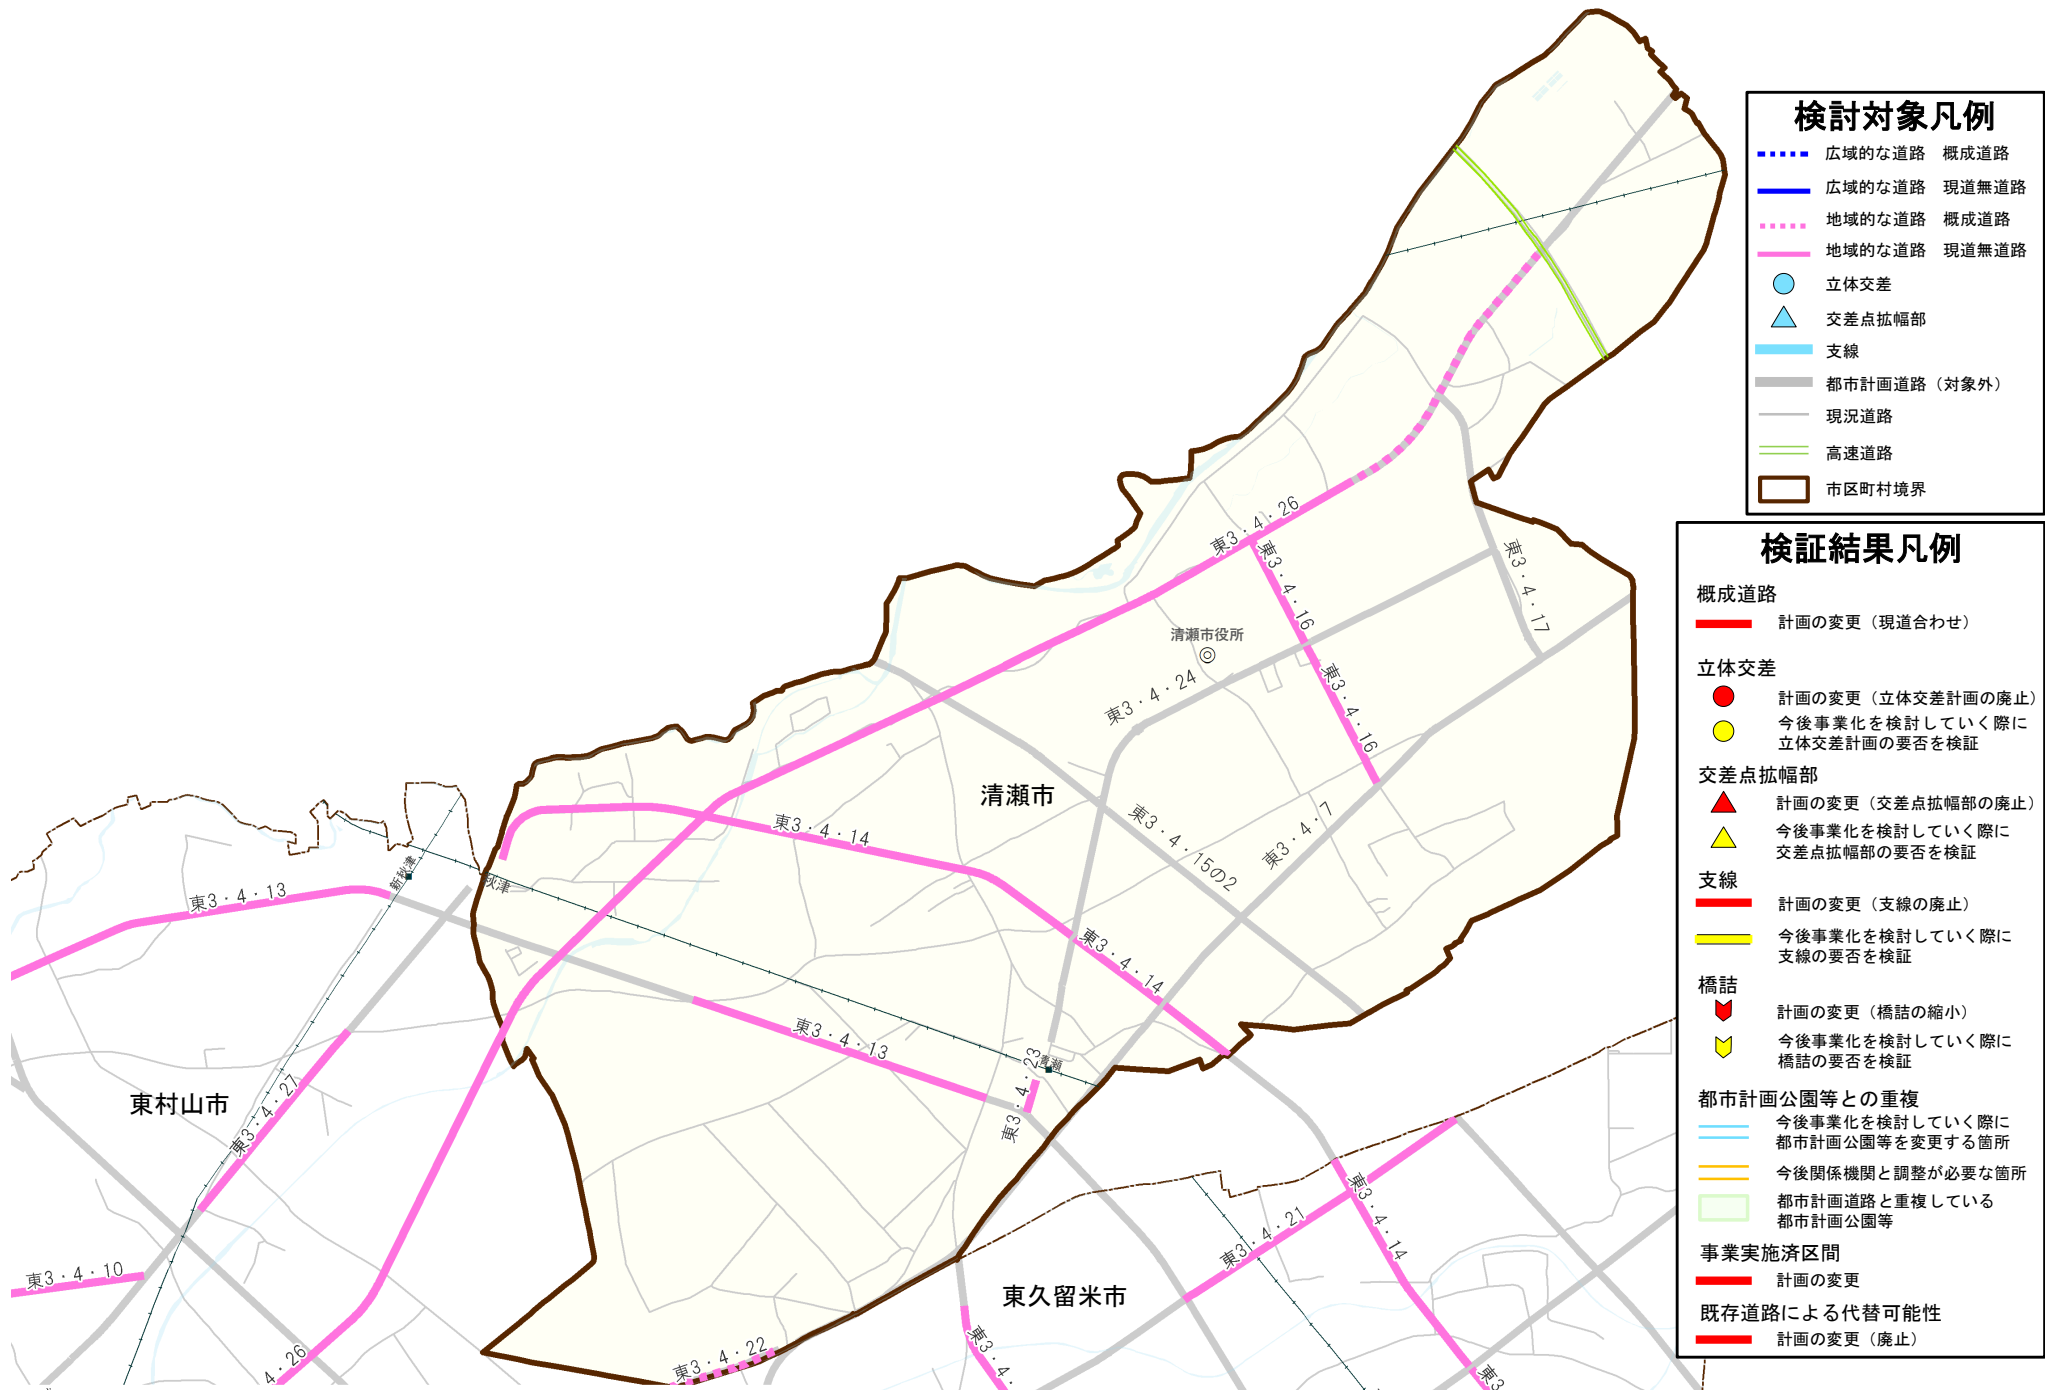 検討対象凡例
広域的な道路　概成道路
広域的な道路　現道無道路
地域的な道路　概成道路
地域的な道路　現道無道路
立体交差
交差点拡幅部
支線
都市計画道路（対象外）
現況道路
高速道路
市区町村境界
検証結果凡例
概成道路
計画の変更（現道合わせ）
立体交差
計画の変更（立体交差計画の廃止）
今後事業化を検討していく際に
立体交差計画の要否を検証
交差点拡幅部
計画の変更（交差点拡幅部の廃止）
今後事業化を検討していく際に
交差点拡幅部の要否を検証
支線
計画の変更（支線の廃止）
今後事業化を検討していく際に
支線の要否を検証
橋詰
計画の変更（橋詰の縮小）
今後事業化を検討していく際に
橋詰の要否を検証
都市計画公園等との重複
今後事業化を検討していく際に
都市計画公園等を変更する箇所
今後関係機関と調整が必要な箇所
都市計画道路と重複している
都市計画公園等
事業実施済区間
計画の変更
既存道路による代替可能性
計画の変更（廃止）
東3・4・26
東3・4・16
東3・4・17
清瀬市役所
東3・4・24
東3・4・16
清瀬市
東3・4・14
東3・4・15の2
東3・4・7
新秋津
秋津
東3・4・13
東3・4・14
東3・4・13
東3・4・23
清瀬
東村山市
東3・4・27
東3・4・21
東3・4・14
東3・4・10
東久留米市
4・26
東3・4・22
東3・4・
東3